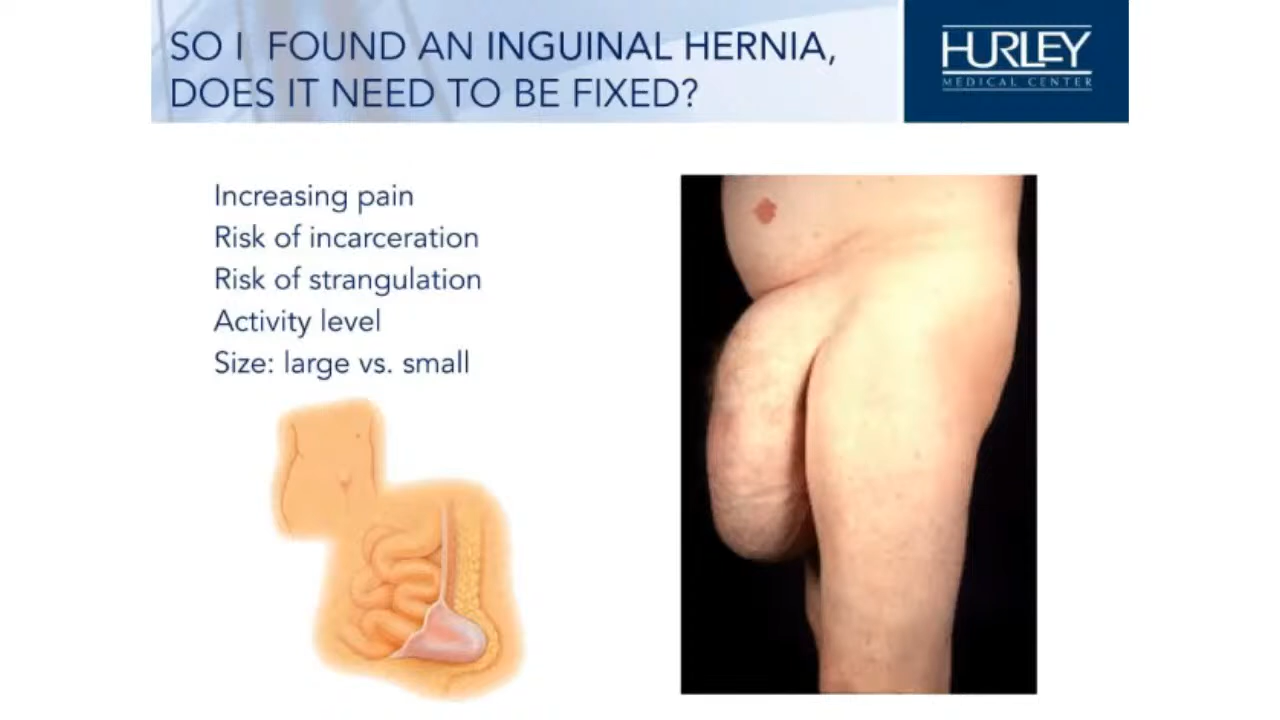 SO I FOUND AN INGUINAL HERNIA,
DOES IT NEED TO BE FIXED?
HURLEY
MEDICAL CENTER
Increasing pain
Risk of incarceration
Risk of strangulation
Activity level
Size: large vs. small